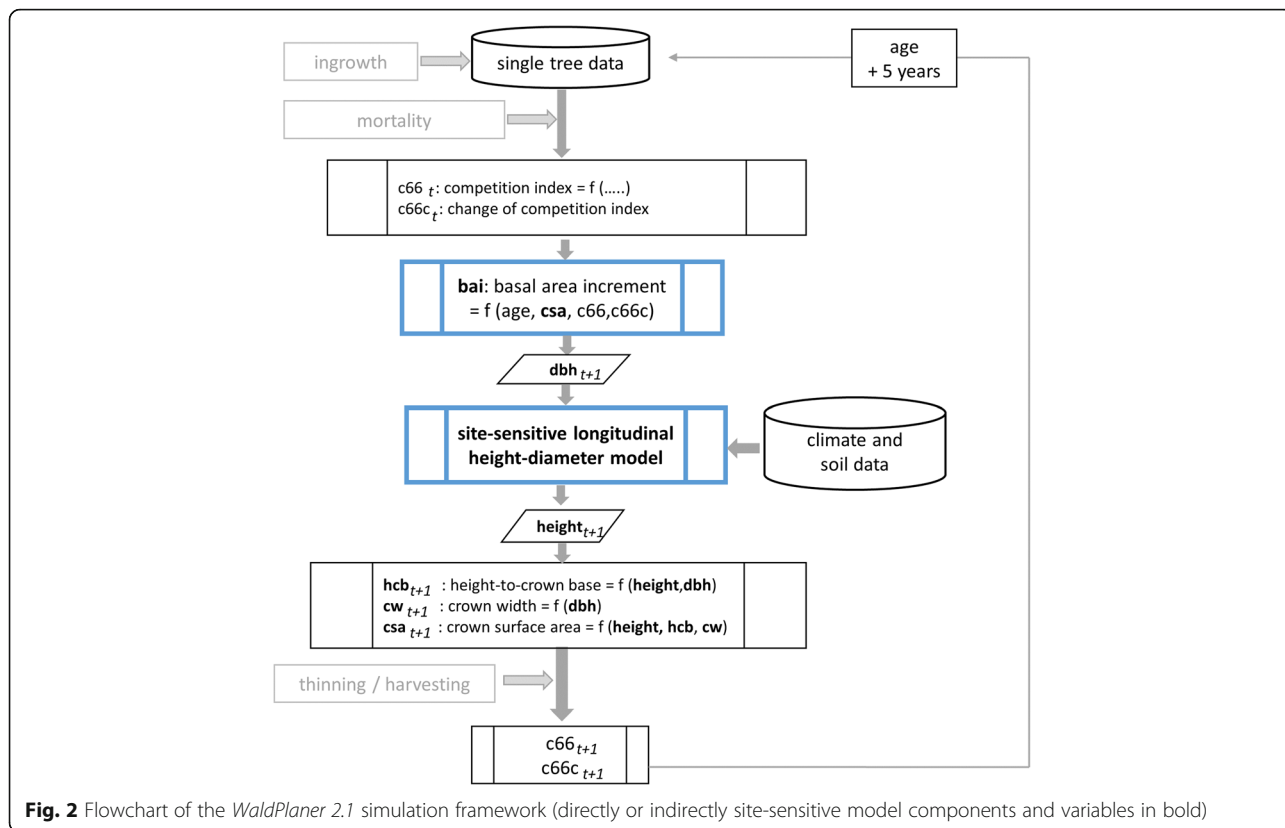 ingrowth
single tree data
age
+ 5 years
mortality
c66 t: competition index = f (.....)
c66c t: change of competition index
bai: basal area increment
= f (age, csa, c66,c66c)
dbh t+1
site-sensitive longitudinal
height-diameter model
climate and
soil data
height t+1
hcb t+1 : height-to-crown base = f (height,dbh)
cw t+1 : crown width = f (dbh)
csa t+1 : crown surface area = f (height, hcb, cw)
thinning / harvesting
c66 t+1
c66c t+1
Fig. 2 Flowchart of the WaldPlaner 2.1 simulation framework (directly or indirectly site-sensitive model components and variables in bold)